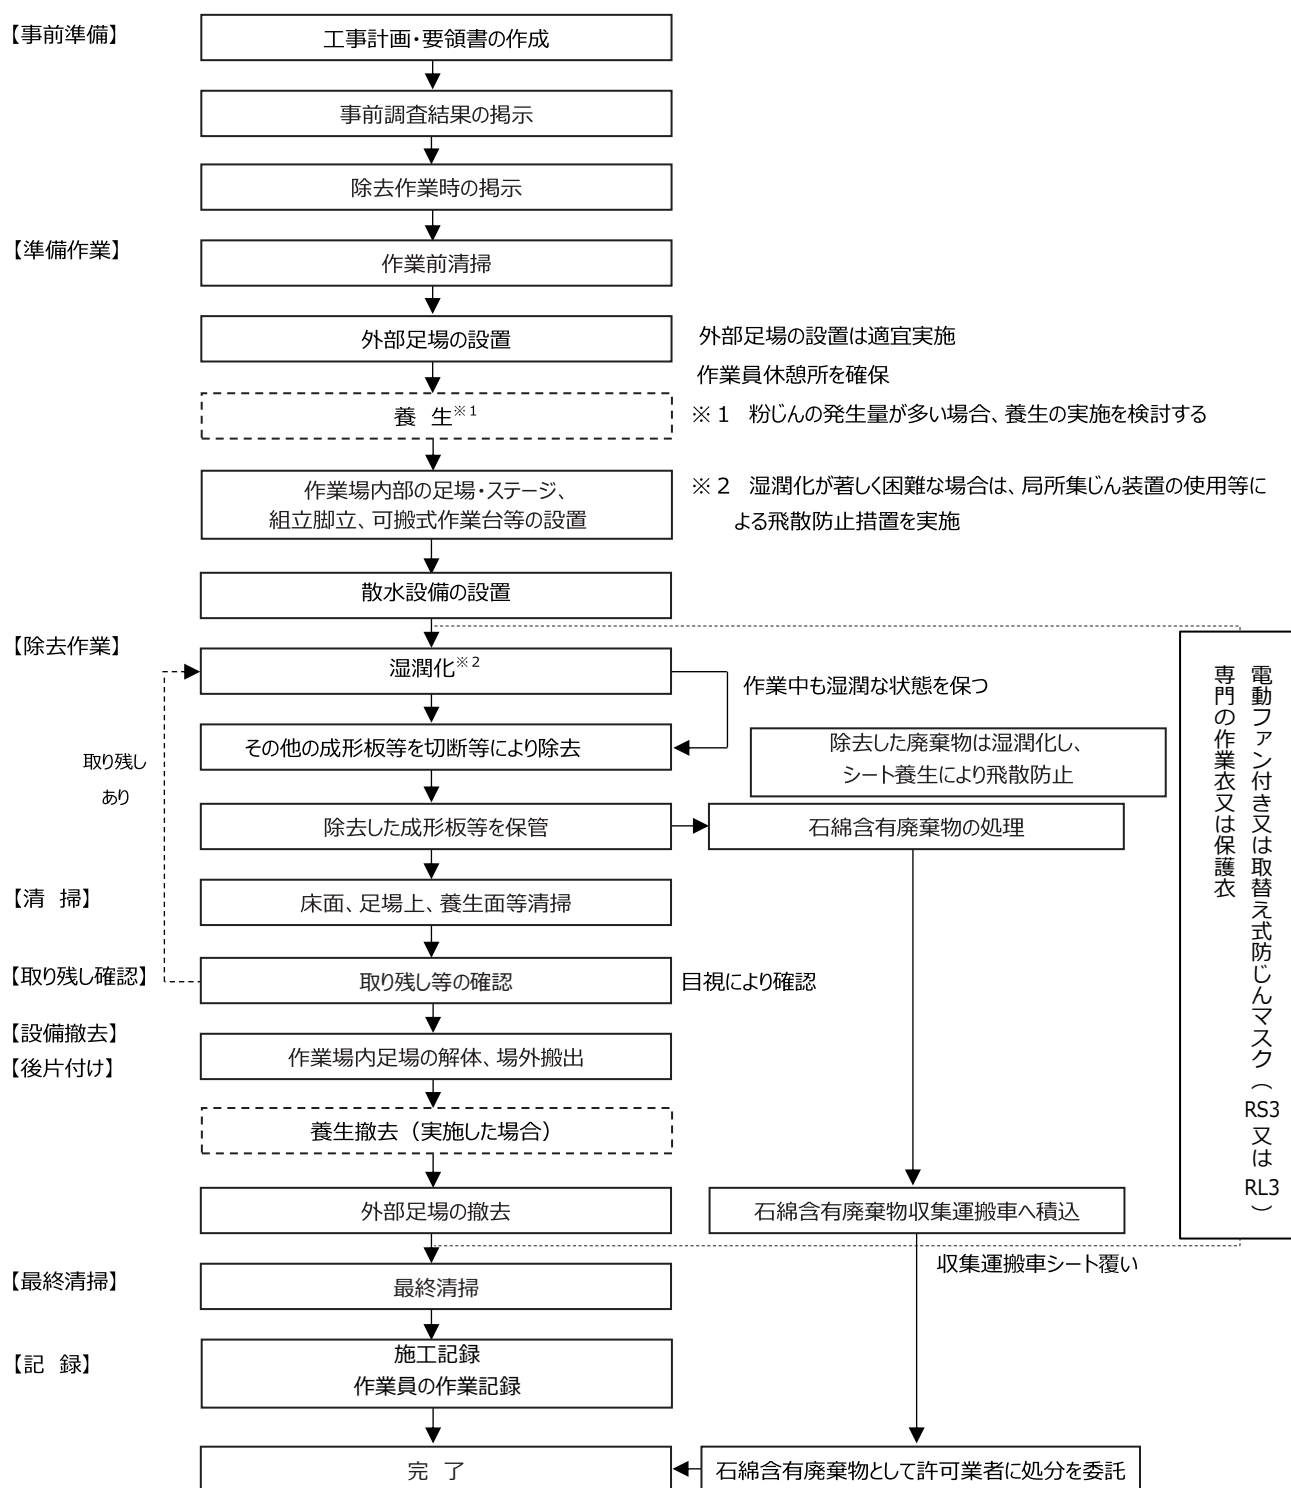 【事前準備】
工事計画・要領書の作成
事前調査結果の掲示
除去作業時の掲示
【準備作業】
作業前清掃
外部足場の設置
外部足場の設置は適宜実施
作業員休憩所を確保
養 生※1
※１ 粉じんの発生量が多い場合、養生の実施を検討する
作業場内部の足場・ステージ、
組立脚立、可搬式作業台等の設置
※２ 湿潤化が著しく困難な場合は、局所集じん装置の使用等に
よる飛散防止措置を実施
散水設備の設置
【除去作業】
湿潤化※2
作業中も湿潤な状態を保つ
その他の成形板等を切断等により除去
除去した廃棄物は湿潤化し、
シート養生により飛散防止
取り残し
あり
除去した成形板等を保管
石綿含有廃棄物の処理
電動ファン付き又は取替え式防じんマスク（RS3又はRL3）
専門の作業衣又は保護衣
【清 掃】
床面、足場上、養生面等清掃
【取り残し確認】
取り残し等の確認
目視により確認
【設備撤去】
【後片付け】
作業場内足場の解体、場外搬出
養生撤去（実施した場合）
外部足場の撤去
石綿含有廃棄物収集運搬車へ積込
収集運搬車シート覆い
【最終清掃】
最終清掃
【記 録】
施工記録
作業員の作業記録
完 了
石綿含有廃棄物として許可業者に処分を委託